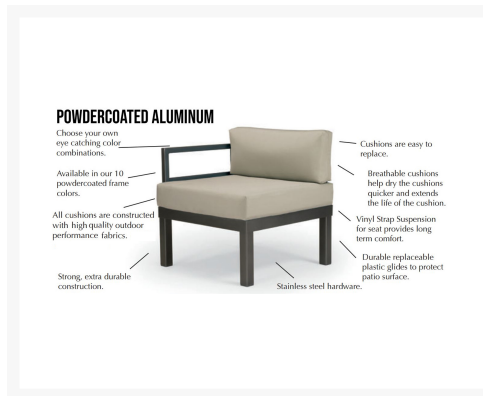 POWDERCOATED ALUMINUM
Choose your own
eye catching color
combinations.
Available in our 10
powdercoated frame
colors.
All cushions are constructed
with high quality outdoor
performance fabrics.
Strong, extra durable
construction.
Cushions are easy to
replace.
Breathable cushions
help dry the cushions
quicker and extends
the life of the cushion.
Vinyl Strap Suspension
for seat provides long
term comfort.
Durable replaceable
plastic glides to protect
patio surface.
Stainless steel hardware.